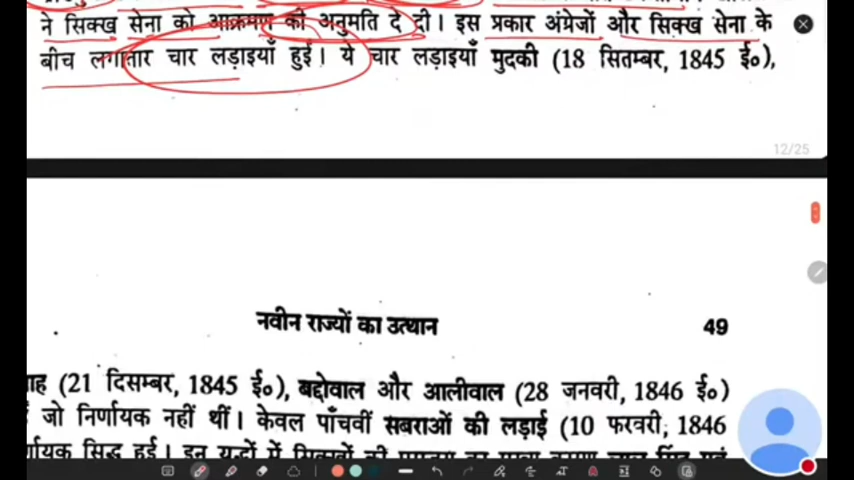 ने सिक्ख सेना को आक्रमण की अनुमति दे दी। इस प्रकार अंग्रेजों और सिक्ख सेना के
बीच लगातार चार लड़ाइयाँ हुईं। ये चार लड़ाइयाँ मुदकी (18 सितम्बर, 1845 ई०),
12/25
नवीन राज्यों का उत्थान 49
(21 दिसम्बर, 1845 ई०), बद्दोवाल और आलीवाल (28 जनवरी, 1846 ई०)
जो निर्णायक नहीं थीं। केवल पाँचवीं सबराओं की लड़ाई (10 फरवरी, 1846
सिद्ध हुई। इन युद्धों में